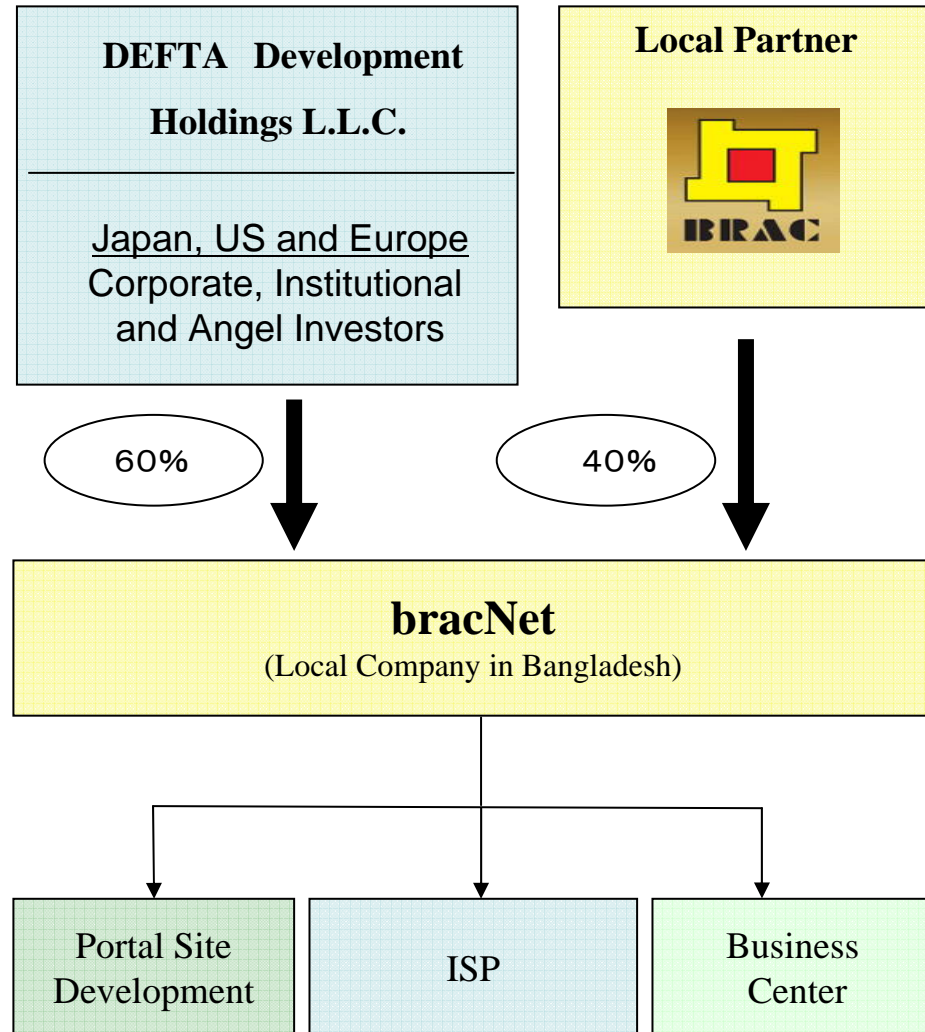 DEFTA Development
Holdings L.L.C.
Japan, US and Europe
Corporate, Institutional
and Angel Investors
Local Partner
BRAC
60%
40%
bracNet
(Local Company in Bangladesh)
Portal Site
Development
ISP
Business
Center